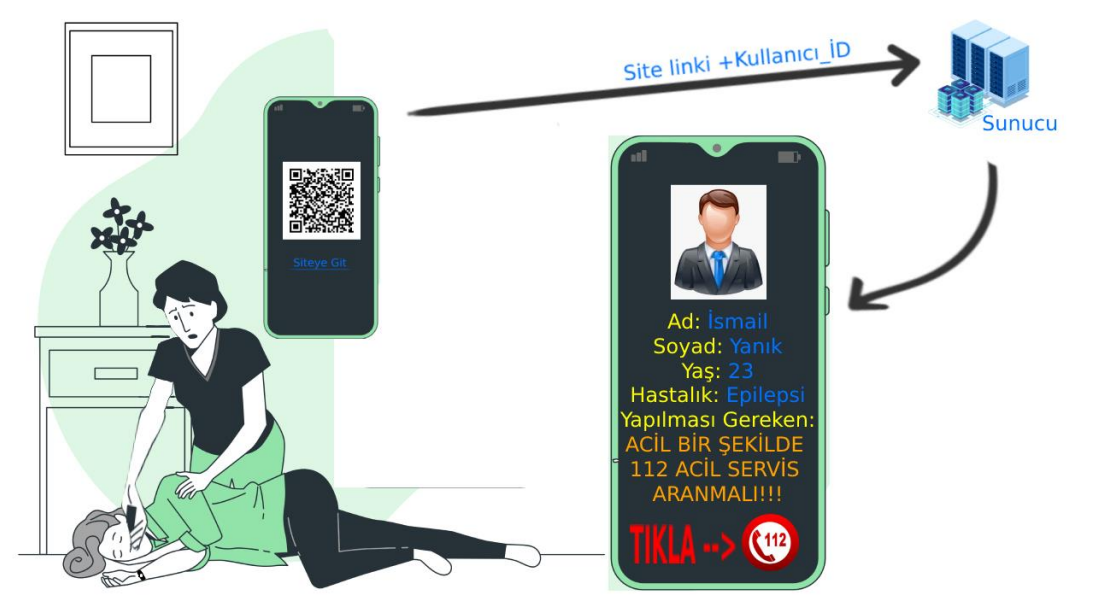 Site linki +Kullanıcı_İD
Sunucu
Siteye Git
Ad: İsmail
Soyad: Yanık
Yaş: 23
Hastalık: Epilepsi
Yapılması Gereken:
ACİL BİR ŞEKİLDE
112 ACİL SERVİS
ARANMALI!!!
TIKLA --> 112